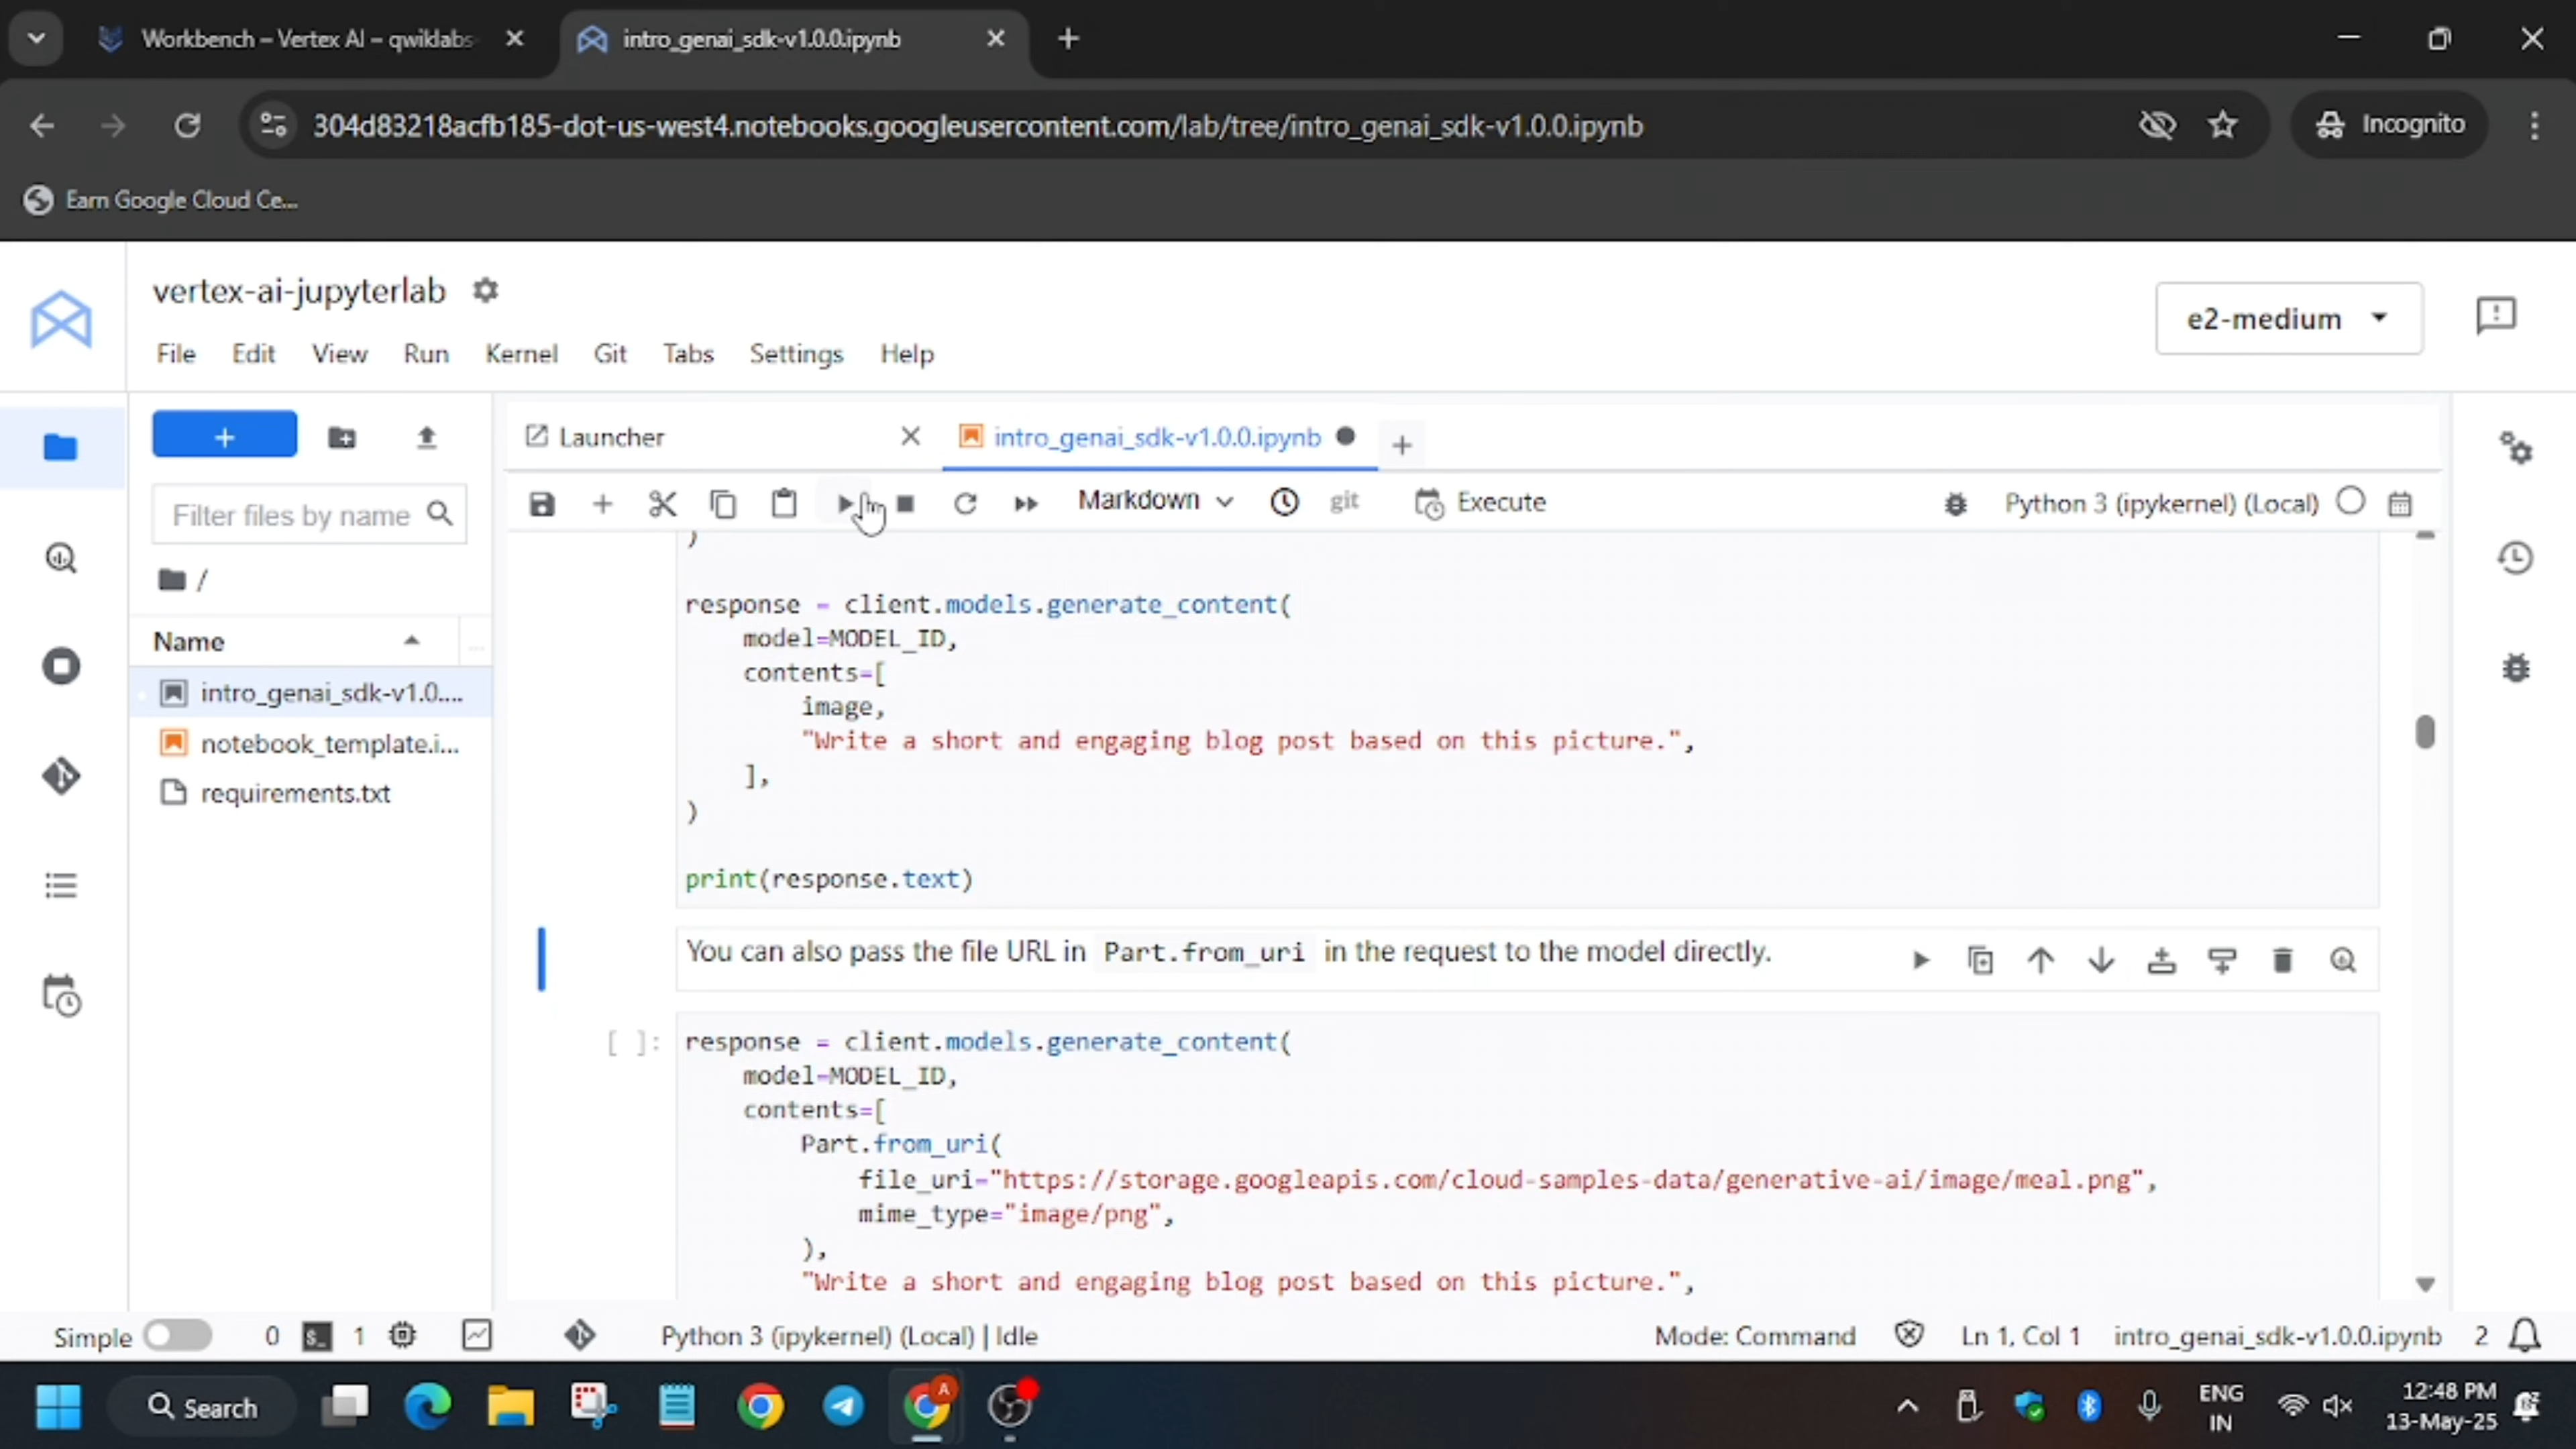 Workbench – Vertex AI – qwiklabs-
intro_genai_sdk-v1.0.0.ipynb
304d83218acfb185-dot-us-west4.notebooks.googleusercontent.com/lab/tree/intro_genai_sdk-v1.0.0.ipynb
Incognito
Earn Google Cloud Ce...
vertex-ai-jupyterlab
e2-medium
File Edit View Run Kernel Git Tabs Settings Help
Launcher
intro_genai_sdk-v1.0.0.ipynb
Markdown
git
Execute
Python 3 (ipykernel) (Local)
Filter files by name
/
Name
intro_genai_sdk-v1.0....
notebook_template.i...
requirements.txt
)
response = client.models.generate_content(
model=MODEL_ID,
contents=[
image,
"Write a short and engaging blog post based on this picture.",
],
)
print(response.text)
You can also pass the file URL in Part.from_uri in the request to the model directly.
[ ]: response = client.models.generate_content(
model=MODEL_ID,
contents=[
Part.from_uri(
file_uri="https://storage.googleapis.com/cloud-samples-data/generative-ai/image/meal.png",
mime_type="image/png",
),
"Write a short and engaging blog post based on this picture.",
Simple 0 $_ 1 Python 3 (ipykernel) (Local) | Idle Mode: Command Ln 1, Col 1 intro_genai_sdk-v1.0.0.ipynb 2
Search
A
ENG
IN
12:48 PM
13-May-25